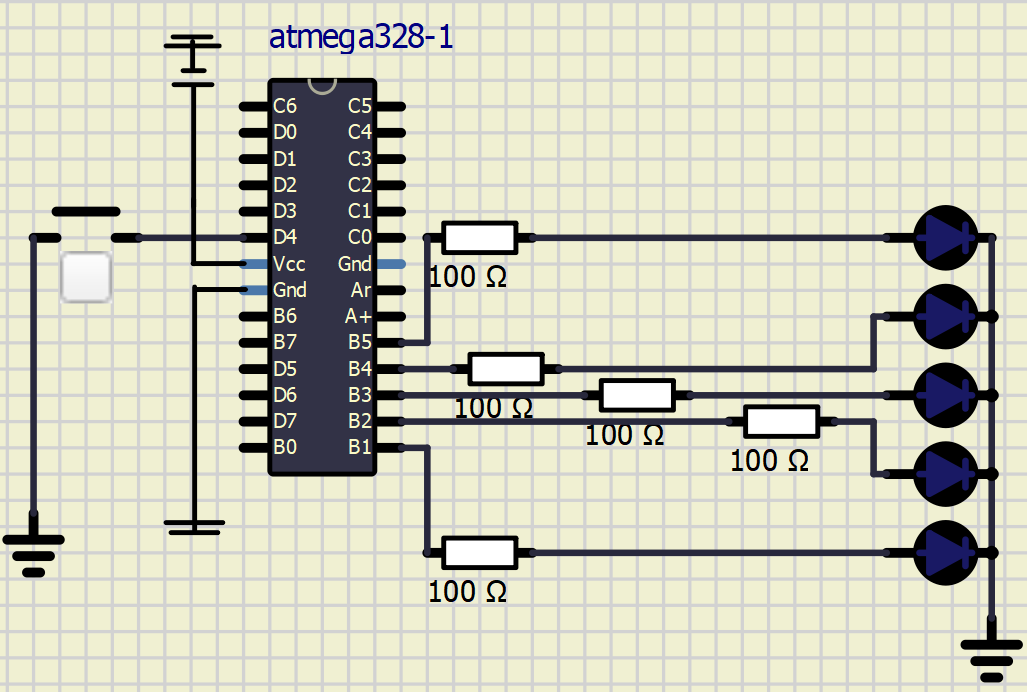 atmega328-1
C6 C5
D0 C4
D1 C3
D2 C2
D3 C1
D4 C0
Vcc Gnd
Gnd Ar
B6 A+
B7 B5
D5 B4
D6 B3
D7 B2
B0 B1
100 Ω
100 Ω
100 Ω
100 Ω
100 Ω